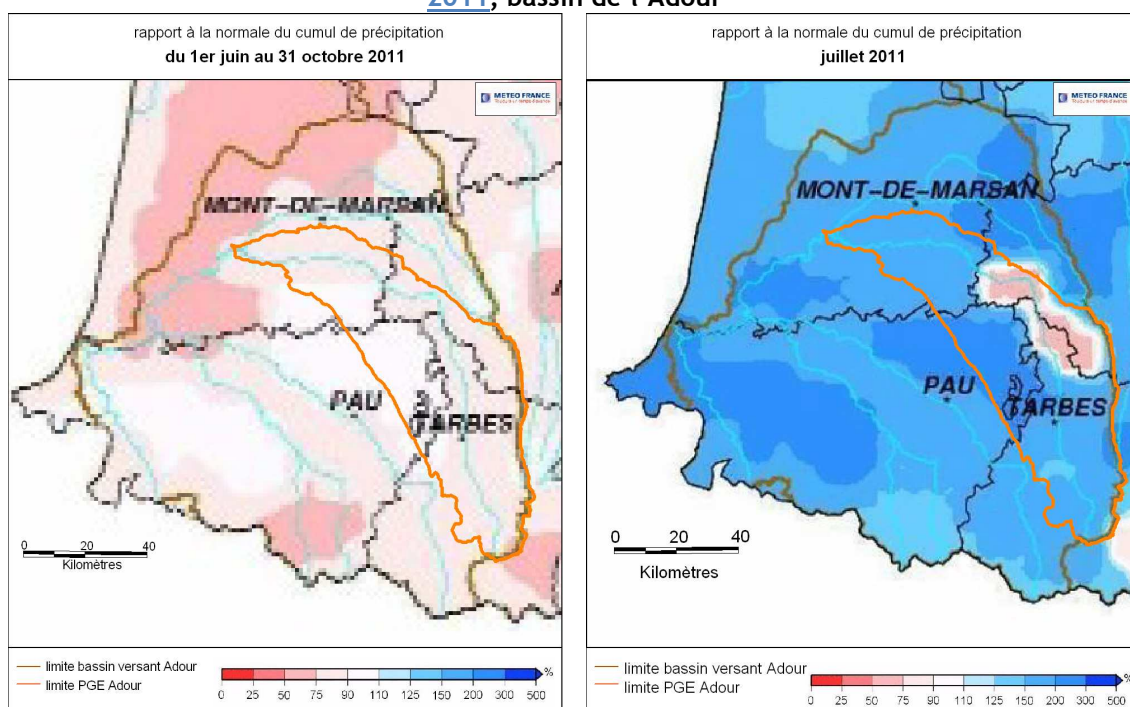 2011, bassin de l'Adour
rapport à la normale du cumul de précipitation
du 1er juin au 31 octobre 2011
METEO FRANCE
MONT-DE-MARSAN
PAU
TARBES
0 20 40
Kilomètres
limite bassin versant Adour
limite PGE Adour
%
0 25 50 75 90 110 125 150 200 300 500
rapport à la normale du cumul de précipitation
juillet 2011
METEO FRANCE
MONT-DE-MARSAN
PAU
TARBES
0 20 40
Kilomètres
limite bassin versant Adour
limite PGE Adour
%
0 25 50 75 90 110 125 150 200 300 500